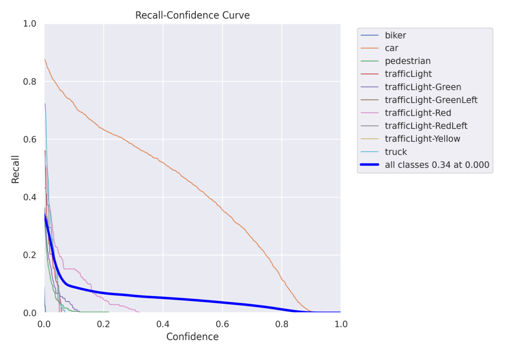 Recall-Confidence Curve
1.0
0.8
0.6
0.4
0.2
0.0
Recall
0.0 0.2 0.4 0.6 0.8 1.0
Confidence
biker
car
pedestrian
trafficLight
trafficLight-Green
trafficLight-GreenLeft
trafficLight-Red
trafficLight-RedLeft
trafficLight-Yellow
truck
all classes 0.34 at 0.000